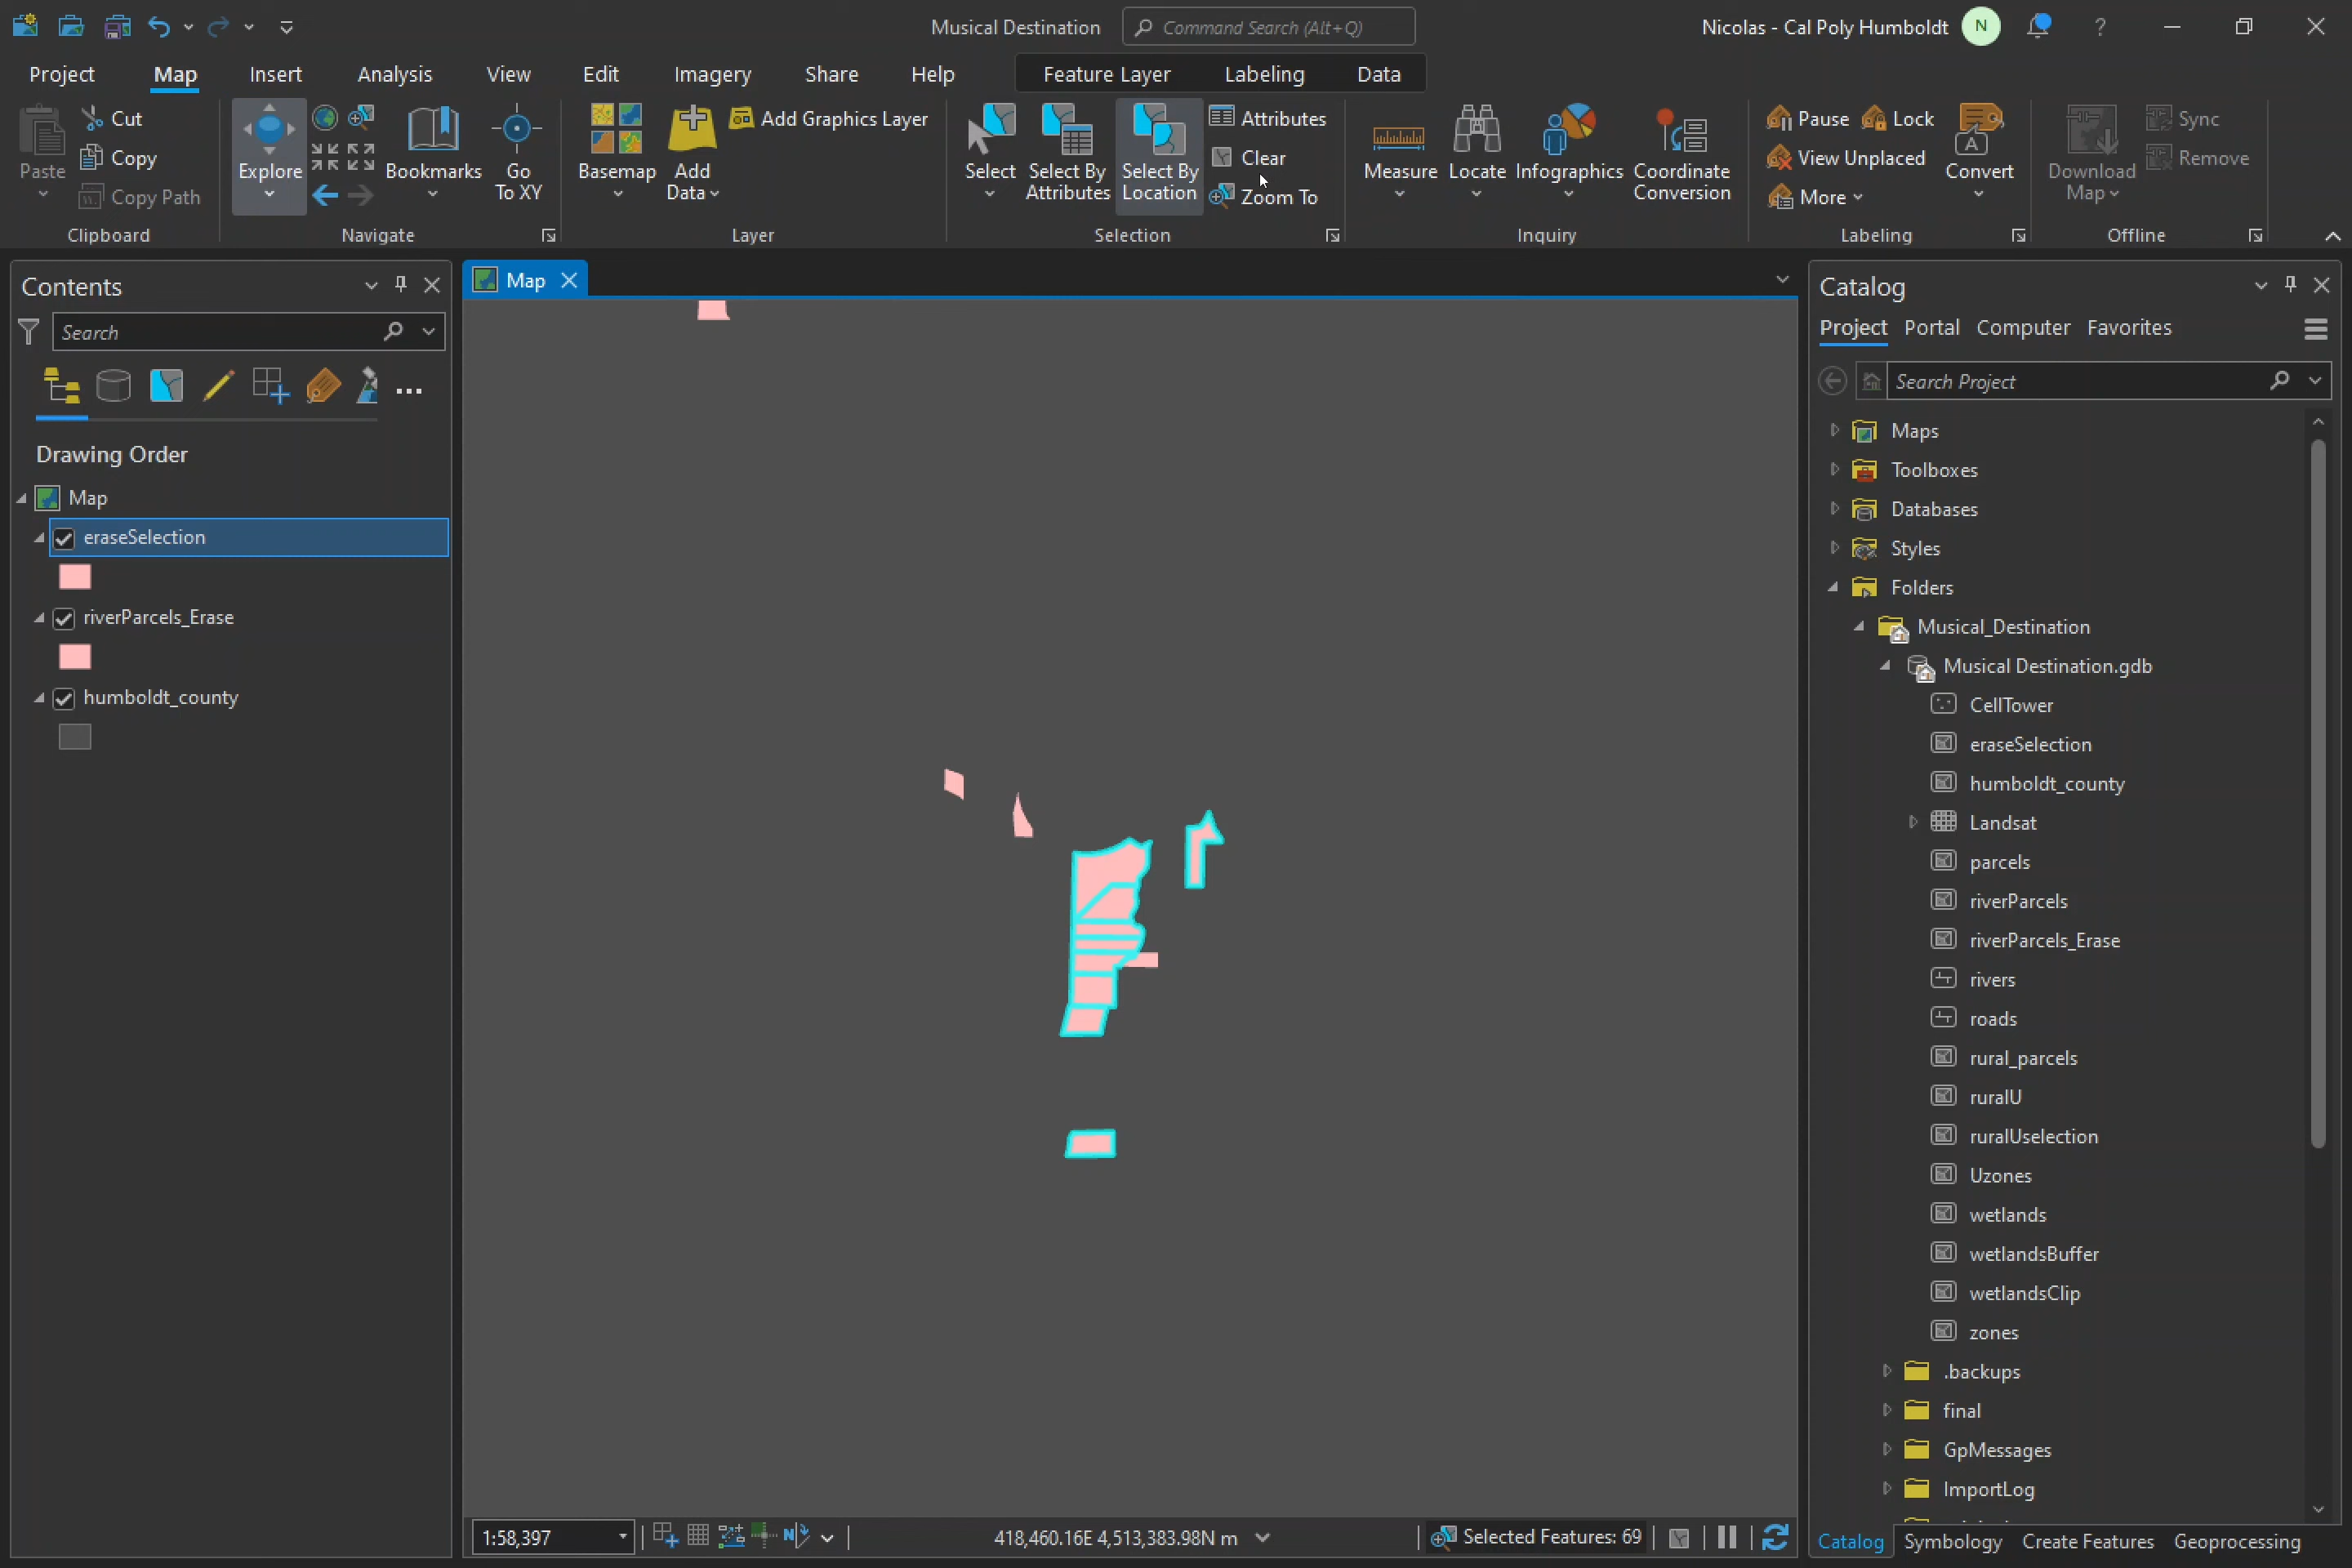 Musical Destination
Command Search (Alt+Q)
Nicolas - Cal Poly Humboldt
N
?
Project Map Insert Analysis View Edit Imagery Share Help Feature Layer Labeling Data
Paste
Cut
Copy
Copy Path
Clipboard
Explore
Bookmarks
Go To XY
Navigate
Basemap
Add Data
Add Graphics Layer
Layer
Select
Select By Attributes
Select By Location
Attributes
Clear
Zoom To
Selection
Measure
Locate
Infographics
Coordinate Conversion
Inquiry
Pause
Lock
View Unplaced
More
A
Convert
Labeling
Download Map
Sync
Remove
Offline
Contents
Search
Drawing Order
Map
eraseSelection
riverParcels_Erase
humboldt_county
Map
1:58,397
N
418,460.16E 4,513,383.98N m
Selected Features: 69
Catalog
Project Portal Computer Favorites
Search Project
Maps
Toolboxes
Databases
Styles
Folders
Musical_Destination
Musical Destination.gdb
CellTower
eraseSelection
humboldt_county
Landsat
parcels
riverParcels
riverParcels_Erase
rivers
roads
rural_parcels
ruralU
ruralUselection
Uzones
wetlands
wetlandsBuffer
wetlandsClip
zones
.backups
final
GpMessages
ImportLog
Catalog Symbology Create Features Geoprocessing